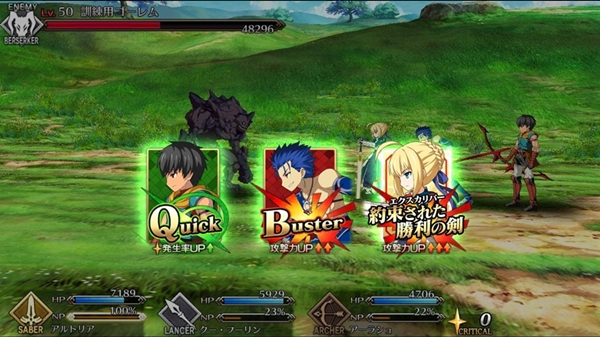 ENEMY
Lv. 50 訓練用ゴーレム
BERSERKER
48296
Quick
発生率UP
Buster
攻撃力UP
エクスカリバー
約束された
勝利の剣
攻撃力UP
HP 7189
NP 100%
SABER
アルトリア
HP 5929
NP 23%
LANCER
クー・フーリン
HP 4706
NP 22%
ARCHER
アーラシュ
0
CRITICAL